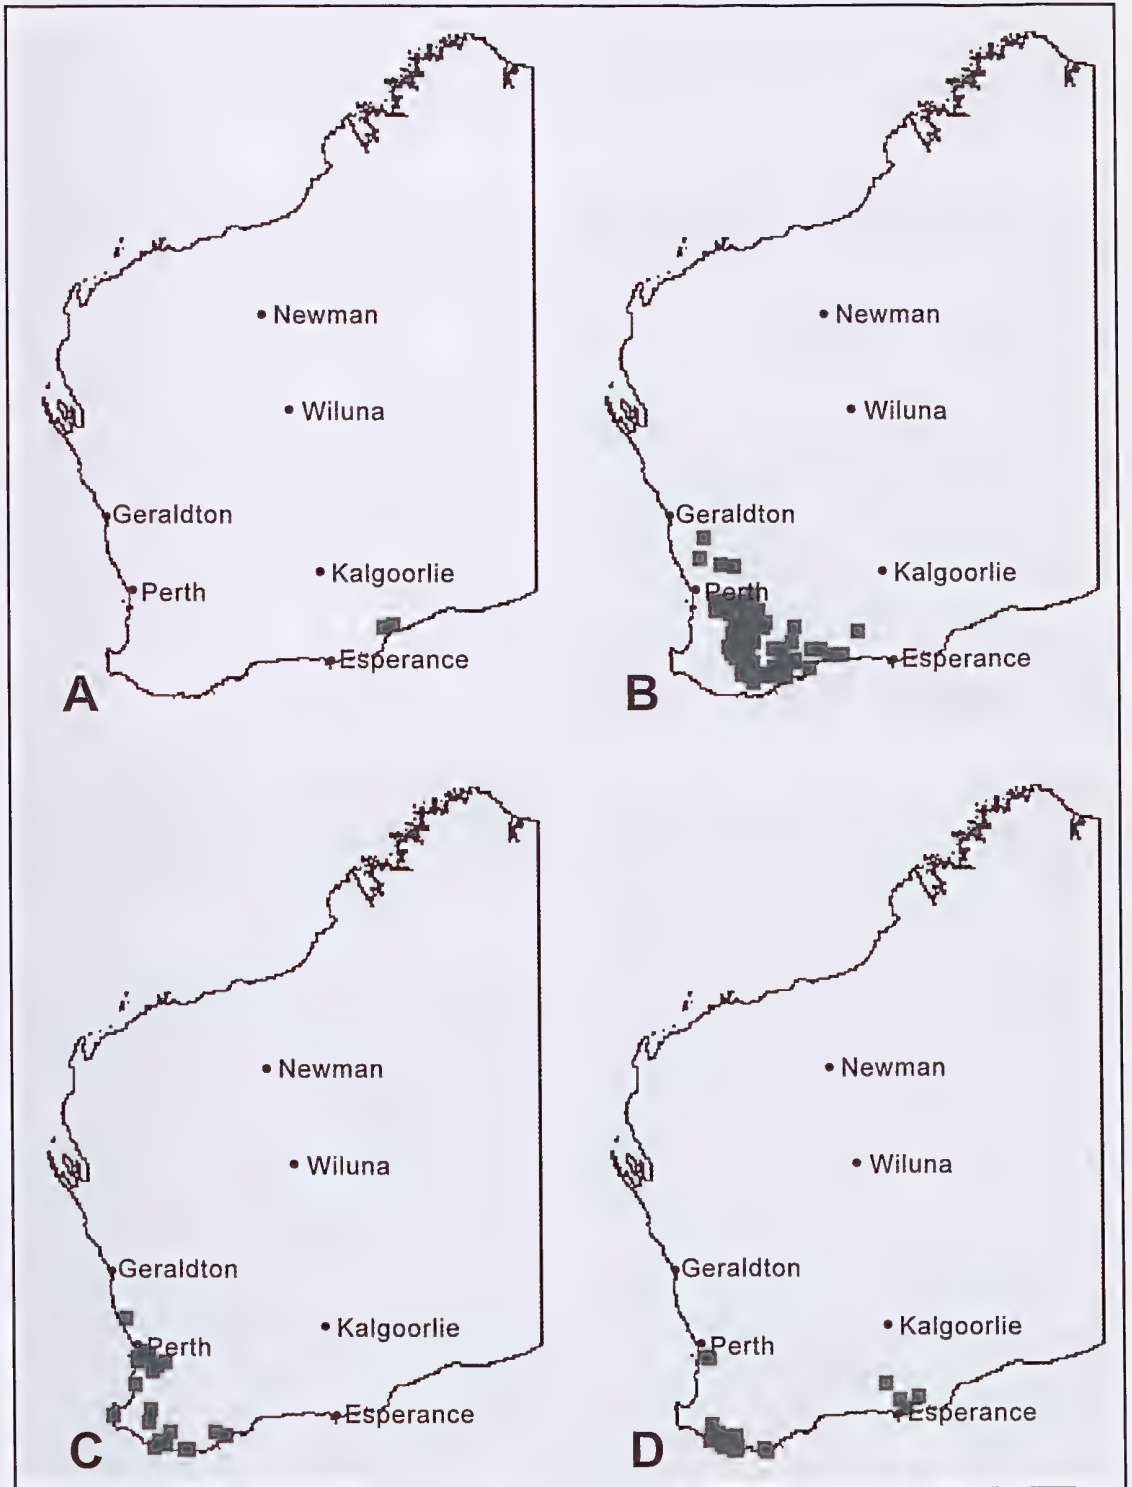 Newman
Wiluna
Geraldton
Kalgoorlie
Perth
Esperance
A
Newman
Wiluna
Geraldton
Kalgoorlie
Perth
Esperance
B
Newman
Wiluna
Geraldton
Kalgoorlie
Perth
Esperance
C
Newman
Wiluna
Geraldton
Kalgoorlie
Perth
Esperance
D